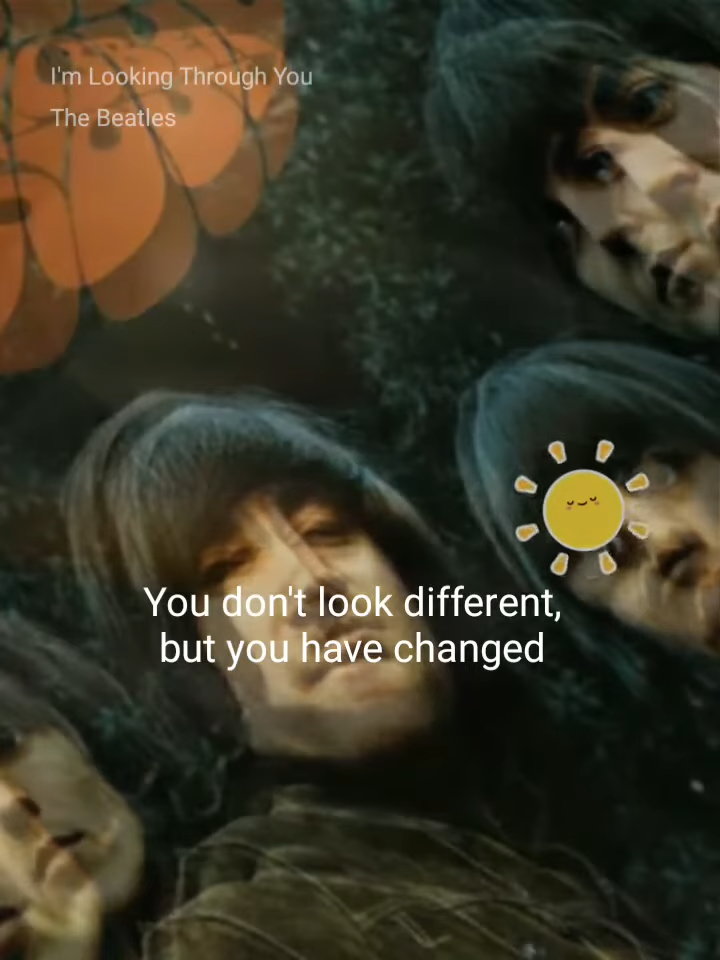 I'm Looking Through You
The Beatles
You don't look different,
but you have changed